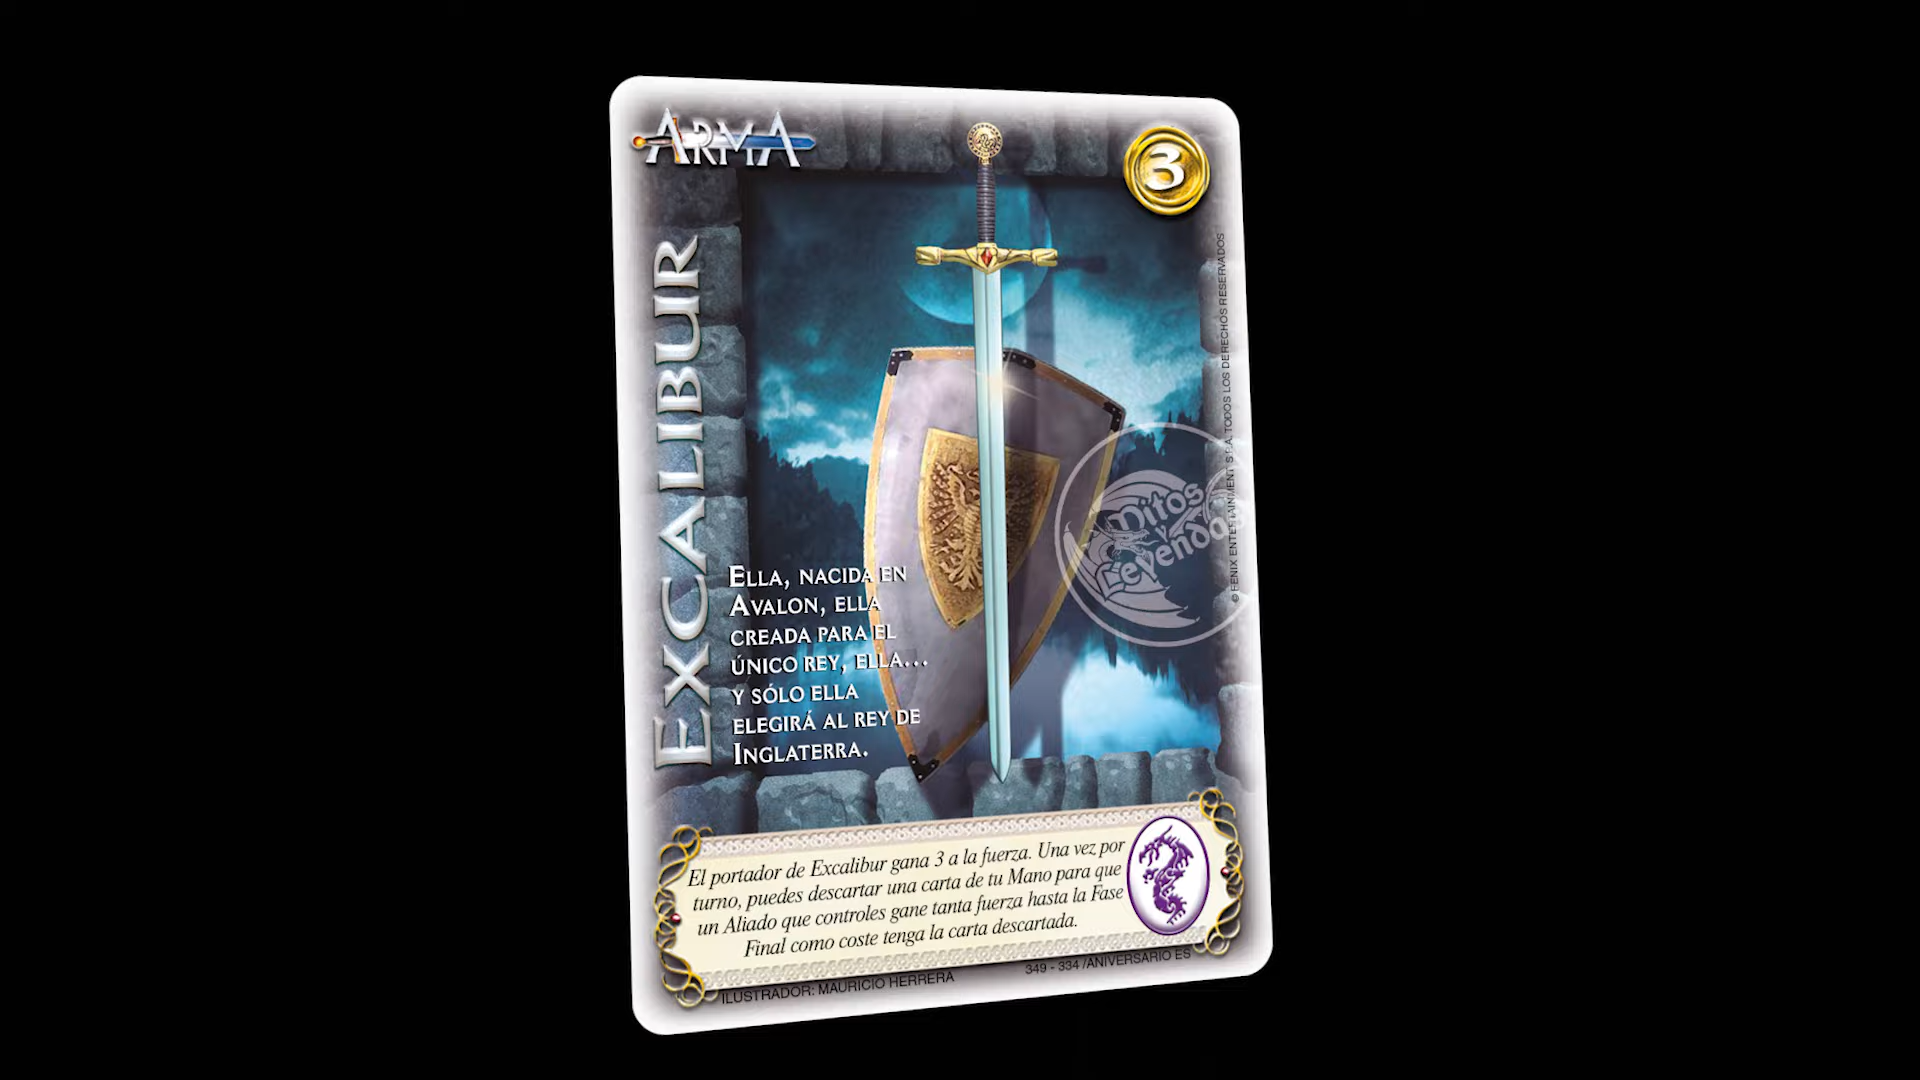 ARMA
3
EXCALIBUR
ELLA, NACIDA EN
AVALON, ELLA
CREADA PARA EL
ÚNICO REY, ELLA...
Y SÓLO ELLA
ELEGIRÁ AL REY DE
INGLATERRA.
Mitos
y
Leyendas
© FENIX ENTERTAINMENT S.P.A. TODOS LOS DERECHOS RESERVADOS
El portador de Excalibur gana 3 a la fuerza. Una vez por
turno, puedes descartar una carta de tu Mano para que
un Aliado que controles gane tanta fuerza hasta la Fase
Final como coste tenga la carta descartada.
ILUSTRADOR: MAURICIO HERRERA
349 - 334 /ANIVERSARIO ES